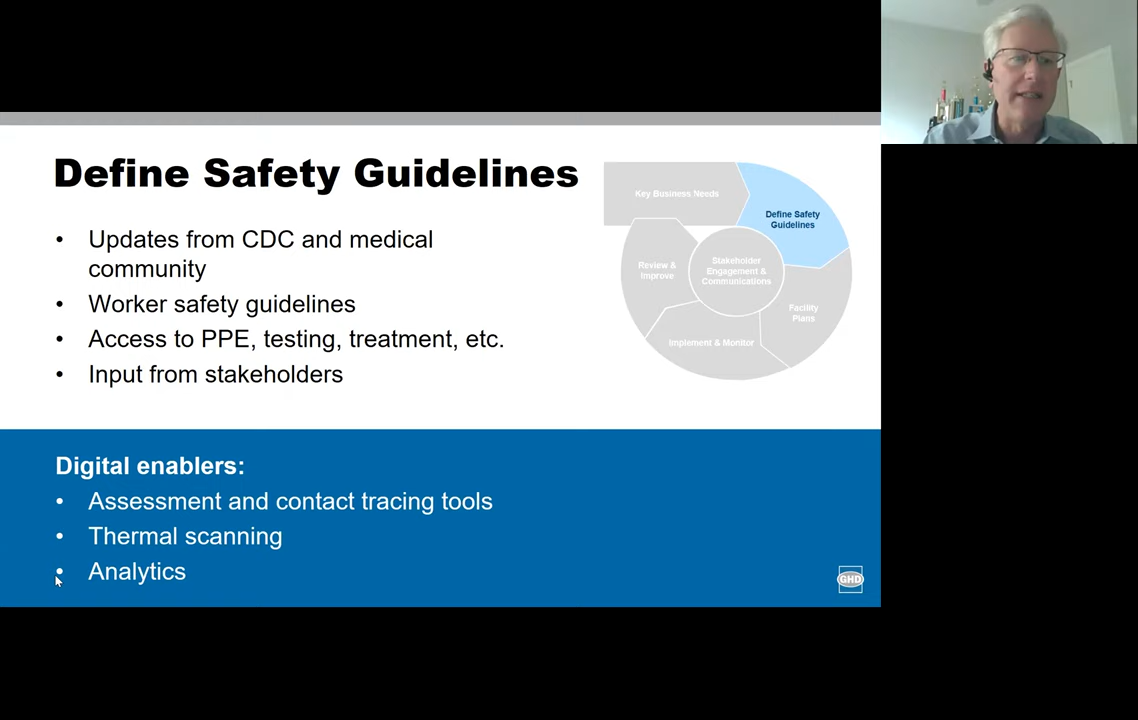 Define Safety Guidelines
• Updates from CDC and medical
community
• Worker safety guidelines
• Access to PPE, testing, treatment, etc.
• Input from stakeholders
Key Business Needs
Define Safety
Guidelines
Stakeholder
Engagement &
Communications
Review &
Improve
Facility
Plans
Implement & Monitor
Digital enablers:
• Assessment and contact tracing tools
• Thermal scanning
• Analytics
GHD